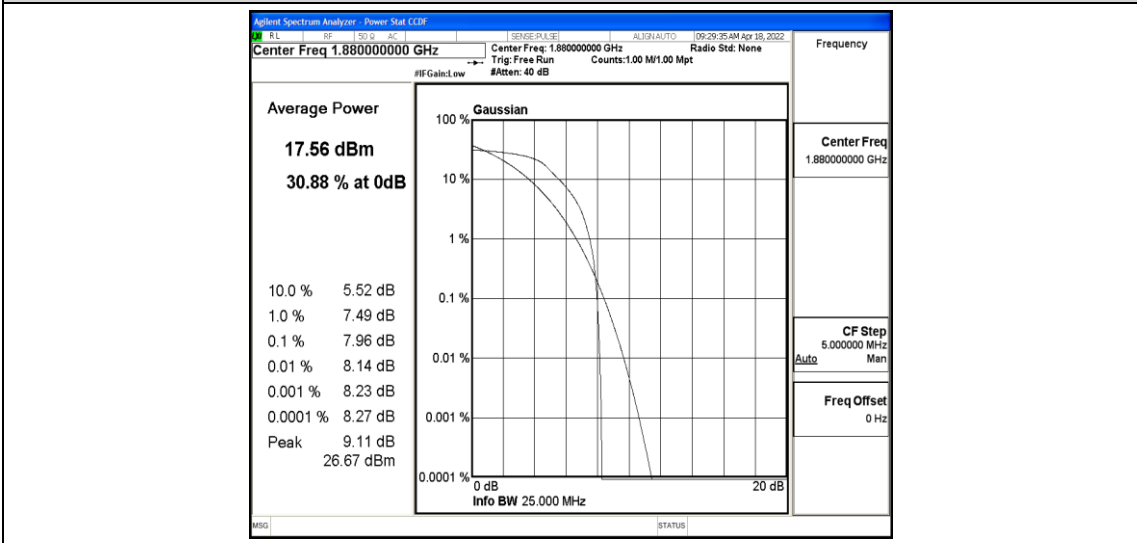 Agilent Spectrum Analyzer - Power Stat CCDF
LXI RL RF 50 Ω AC SENSE:PULSE ALIGN AUTO 09:29:35 AM Apr 18, 2022
Center Freq 1.880000000 GHz
Center Freq: 1.880000000 GHz Radio Std: None
Trig: Free Run Counts:1.00 M/1.00 Mpt
#IFGain:Low #Atten: 40 dB
Average Power
17.56 dBm
30.88 % at 0dB
10.0 % 5.52 dB
1.0 % 7.49 dB
0.1 % 7.96 dB
0.01 % 8.14 dB
0.001 % 8.23 dB
0.0001 % 8.27 dB
Peak 9.11 dB
26.67 dBm
Gaussian
100 %
10 %
1 %
0.1 %
0.01 %
0.001 %
0.0001 %
0 dB 20 dB
Info BW 25.000 MHz
Frequency
Center Freq
1.880000000 GHz
CF Step
5.000000 MHz
Auto Man
Freq Offset
0 Hz
MSG STATUS